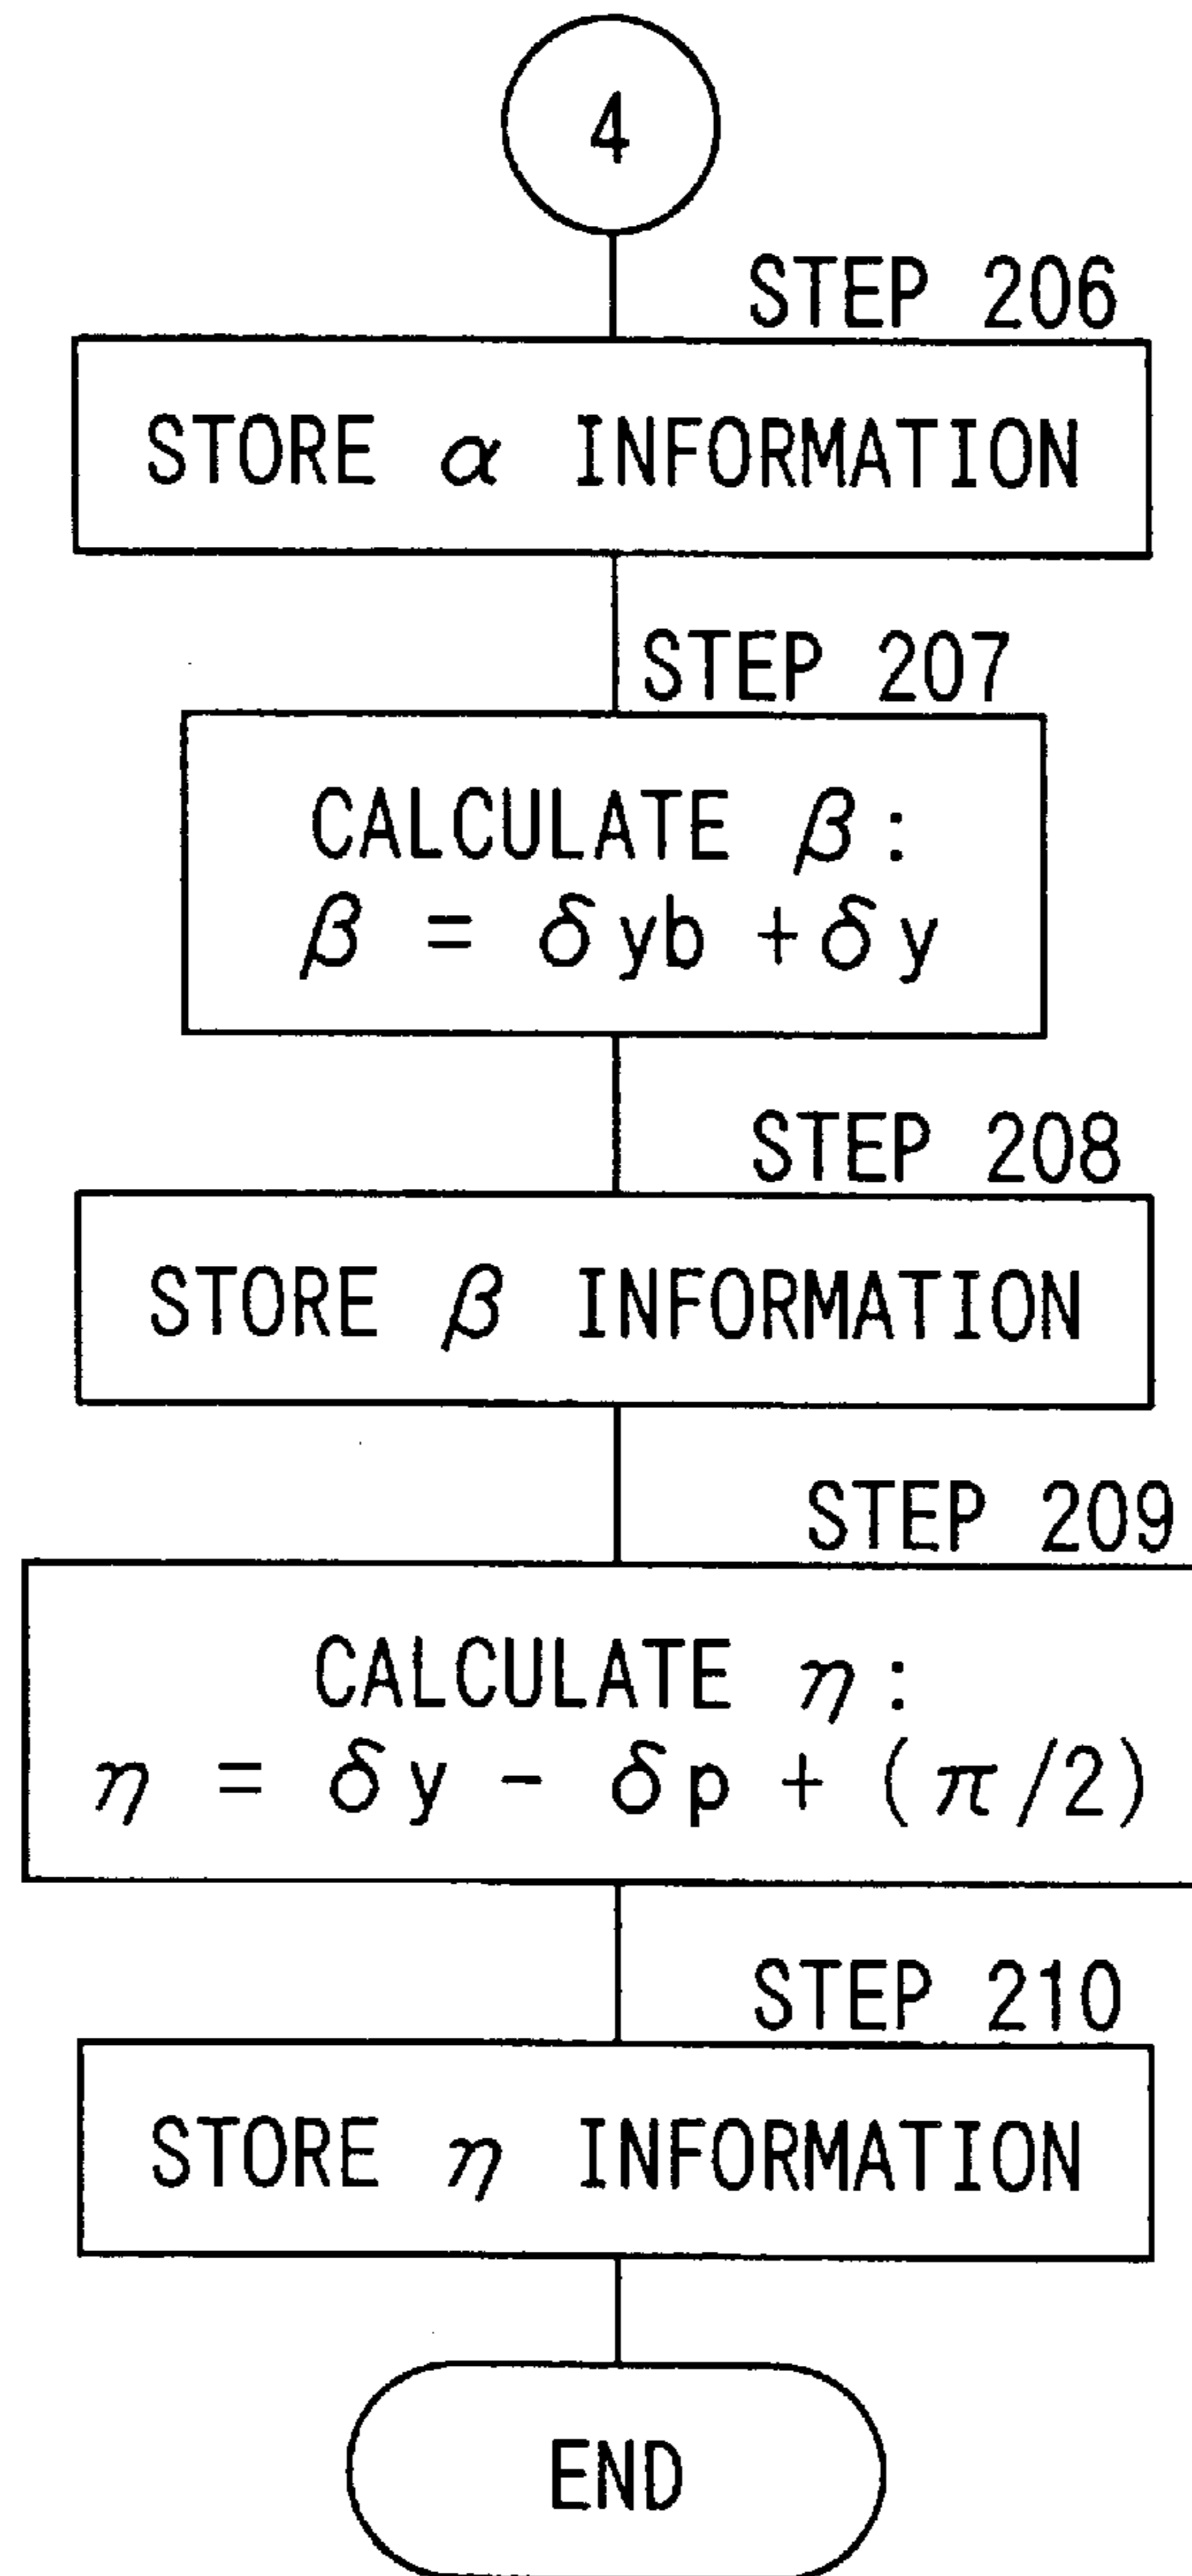 4
STEP 206
STORE α INFORMATION
STEP 207
CALCULATE β:
β = δyb + δy
STEP 208
STORE β INFORMATION
STEP 209
CALCULATE η:
η = δy - δp + (π/2)
STEP 210
STORE η INFORMATION
END